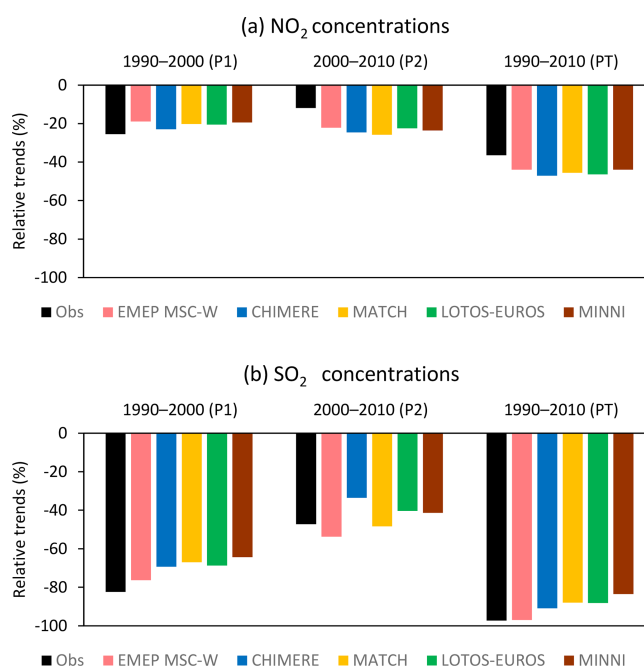 (a) NO₂ concentrations
1990–2000 (P1) 2000–2010 (P2) 1990–2010 (PT)
Relative trends (%)
0
-20
-40
-60
-80
-100
Obs EMEP MSC-W CHIMERE MATCH LOTOS-EUROS MINNI
(b) SO₂ concentrations
1990–2000 (P1) 2000–2010 (P2) 1990–2010 (PT)
Relative trends (%)
0
-20
-40
-60
-80
-100
Obs EMEP MSC-W CHIMERE MATCH LOTOS-EUROS MINNI